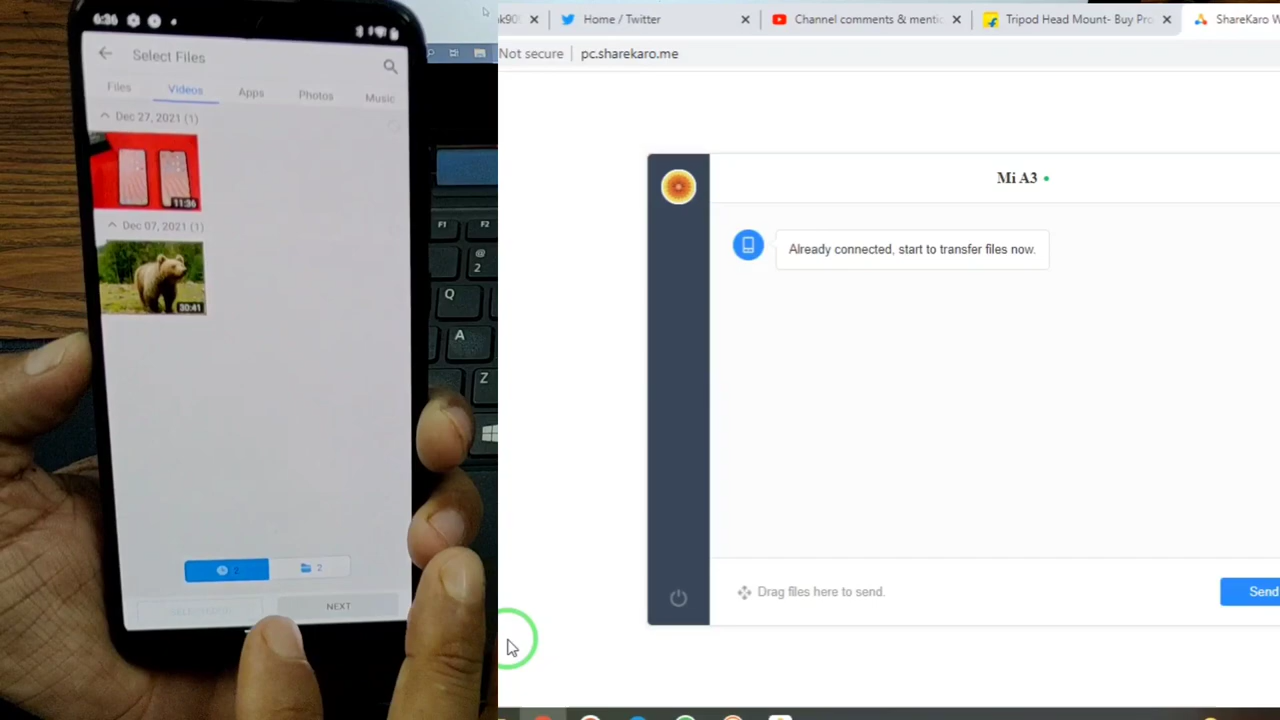 6:36
Select Files
Files Videos Apps Photos Music
Dec 27, 2021 (1)
11:36
Dec 07, 2021 (1)
30:41
2 2
NEXT
F1 F2
@
2
Q
A
Z
Home / Twitter
Channel comments & mentic
Tripod Head Mount- Buy Pro
ShareKaro W
Not secure | pc.sharekaro.me
Mi A3
Already connected, start to transfer files now.
Drag files here to send.
Send